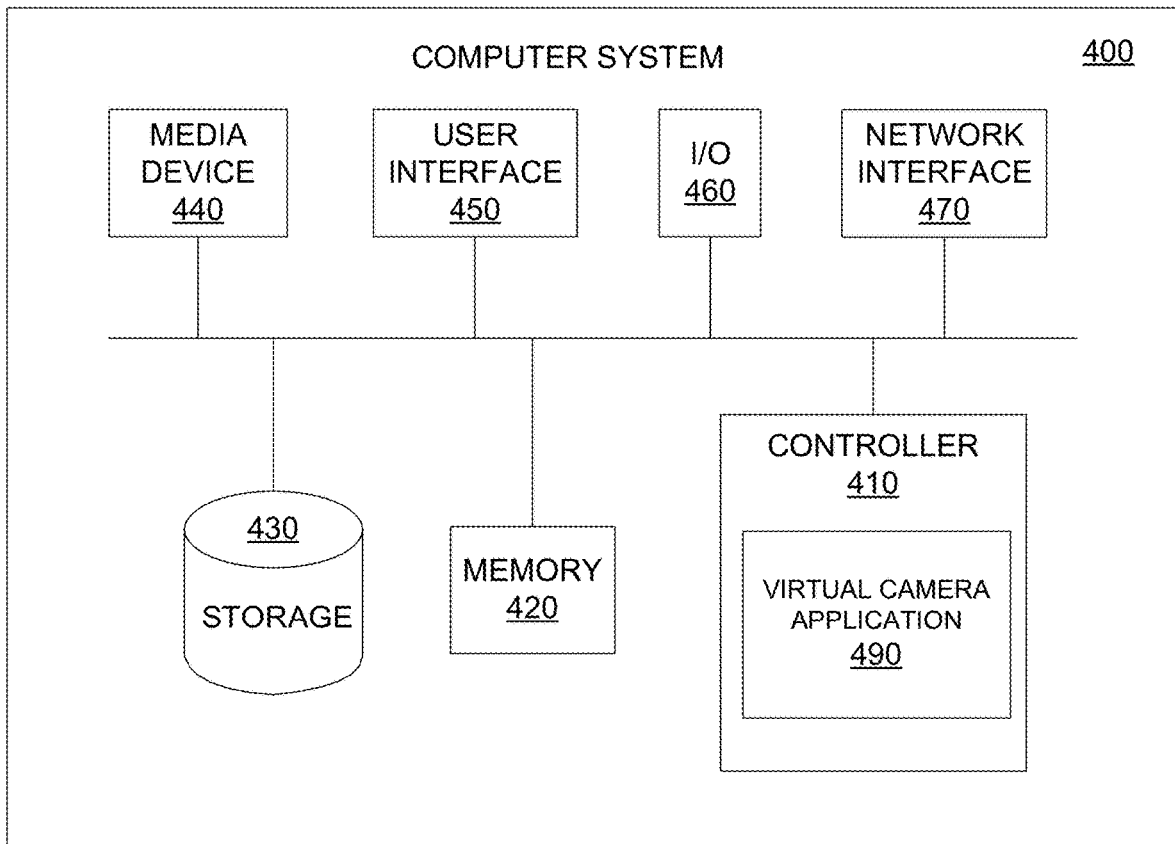 COMPUTER SYSTEM
400
MEDIA
DEVICE
440
USER
INTERFACE
450
I/O
460
NETWORK
INTERFACE
470
430
STORAGE
MEMORY
420
CONTROLLER
410
VIRTUAL CAMERA
APPLICATION
490